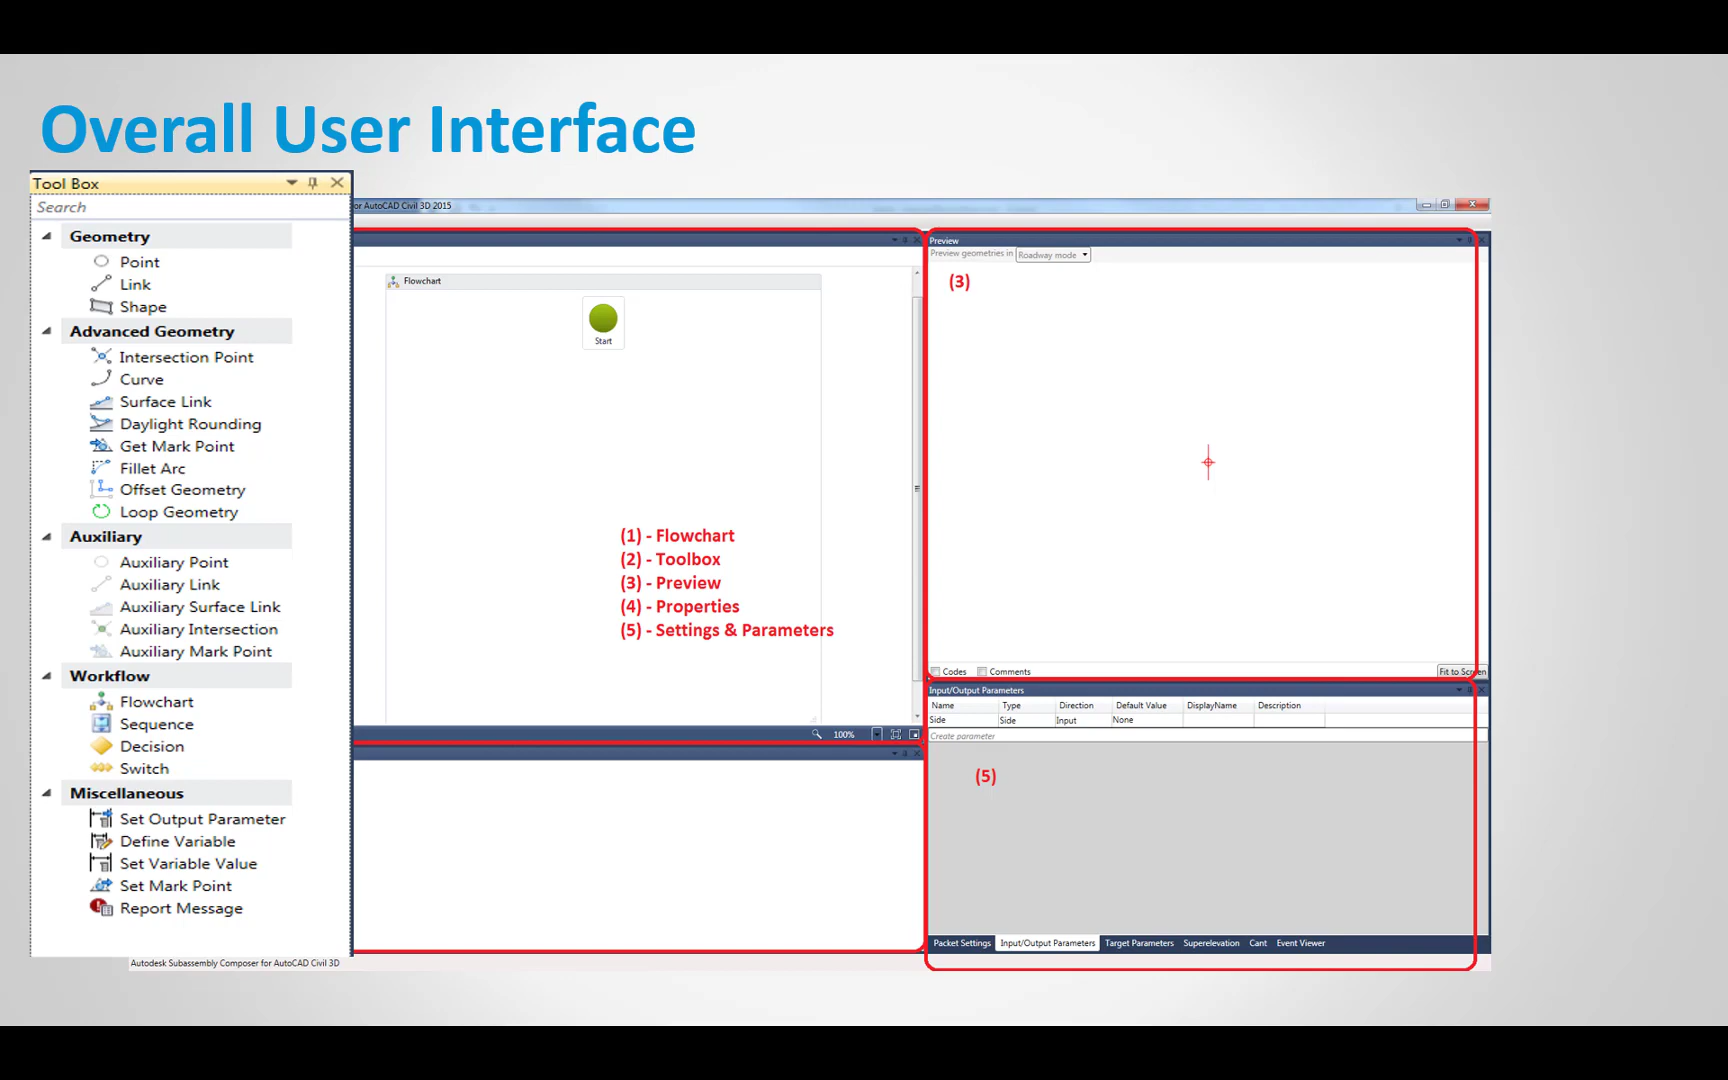 Overall User Interface
Tool Box
Search
Geometry
Point
Link
Shape
Advanced Geometry
Intersection Point
Curve
Surface Link
Daylight Rounding
Get Mark Point
Fillet Arc
Offset Geometry
Loop Geometry
Auxiliary
Auxiliary Point
Auxiliary Link
Auxiliary Surface Link
Auxiliary Intersection
Auxiliary Mark Point
Workflow
Flowchart
Sequence
Decision
Switch
Miscellaneous
Set Output Parameter
Define Variable
Set Variable Value
Set Mark Point
Report Message
or AutoCAD Civil 3D 2015
Flowchart
Start
(1) - Flowchart
(2) - Toolbox
(3) - Preview
(4) - Properties
(5) - Settings & Parameters
100%
Preview
Preview geometries in Roadway mode
(3)
Codes Comments Fit to Screen
Input/Output Parameters
Name Type Direction Default Value DisplayName Description
Side Side Input None
Create parameter
(5)
Packet Settings Input/Output Parameters Target Parameters Superelevation Cant Event Viewer
Autodesk Subassembly Composer for AutoCAD Civil 3D